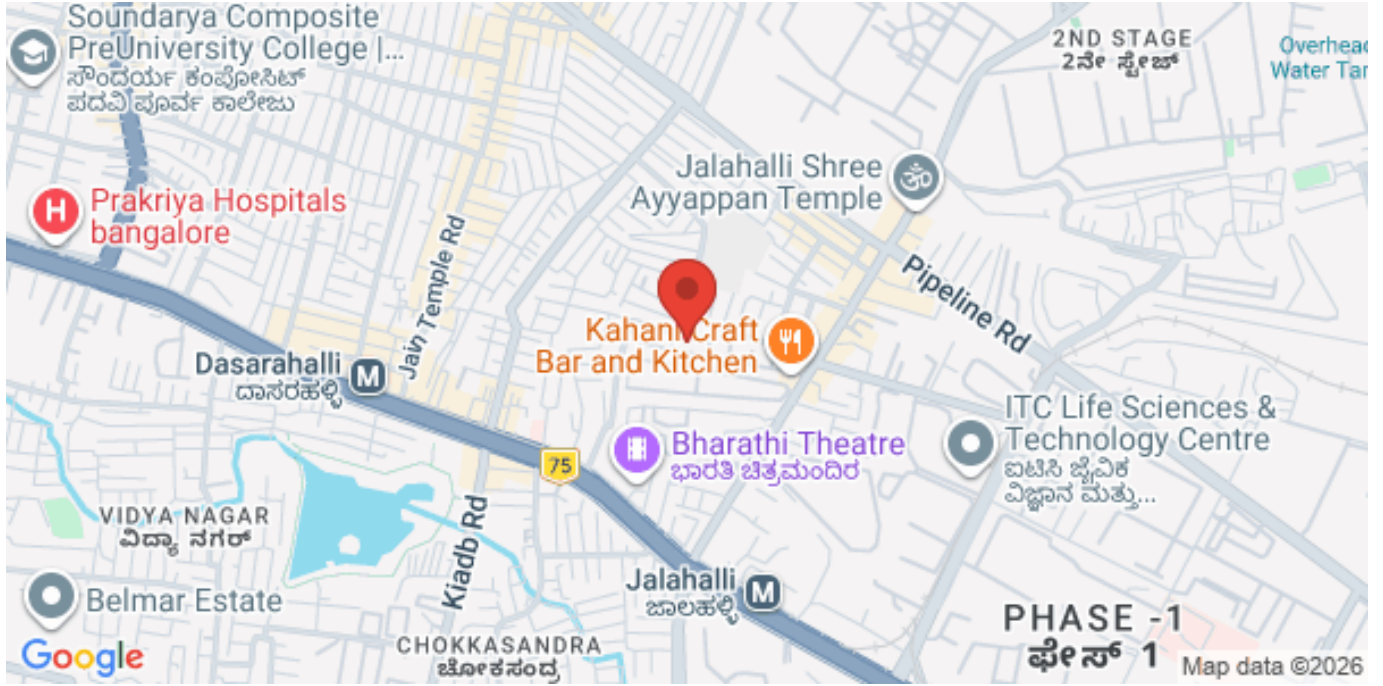 Soundarya Composite
PreUniversity College |...
ಸೌಂದರ್ಯ ಕಂಪೋಸಿಟ್
ಪದವಿ ಪೂರ್ವ ಕಾಲೇಜು
2ND STAGE
2ನೇ ಸ್ಟೇಜ್
Overhead
Water Tan
Jalahalli Shree
Ayyappan Temple
Prakriya Hospitals
bangalore
Jain Temple Rd
Pipeline Rd
Kahani Craft
Bar and Kitchen
Dasarahalli
ದಾಸರಹಳ್ಳಿ
M
ITC Life Sciences &
Technology Centre
ಐಟಿಸಿ ಜೈವಿಕ
ವಿಜ್ಞಾನ ಮತ್ತು...
Bharathi Theatre
ಭಾರತಿ ಚಿತ್ರಮಂದಿರ
75
VIDYA NAGAR
ವಿದ್ಯಾ ನಗರ್
Kiadb Rd
Jalahalli
ಜಾಲಹಳ್ಳಿ
M
Belmar Estate
CHOKKASANDRA
ಚೋಕಸಂದ್ರ
PHASE -1
ಫೇಸ್ 1
Google
Map data ©2026